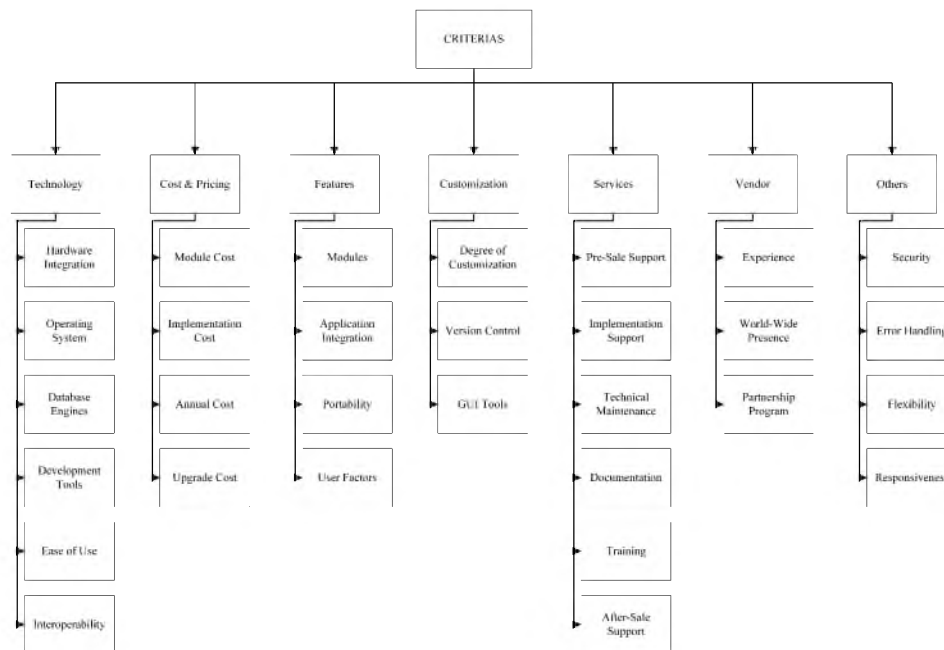 CRITERIAS
Technology
Cost & Pricing
Features
Customization
Services
Vendor
Others
Hardware
Integration
Operating
System
Database
Engines
Development
Tools
Ease of Use
Interoperability
Module Cost
Implementation
Cost
Annual Cost
Upgrade Cost
Modules
Application
Integration
Portability
User Factors
Degree of
Customization
Version Control
GUI Tools
Pre-Sale Support
Implementation
Support
Technical
Maintenance
Documentation
Training
After-Sale
Support
Experience
World-Wide
Presence
Partnership
Program
Security
Error Handling
Flexibility
Responsivenes